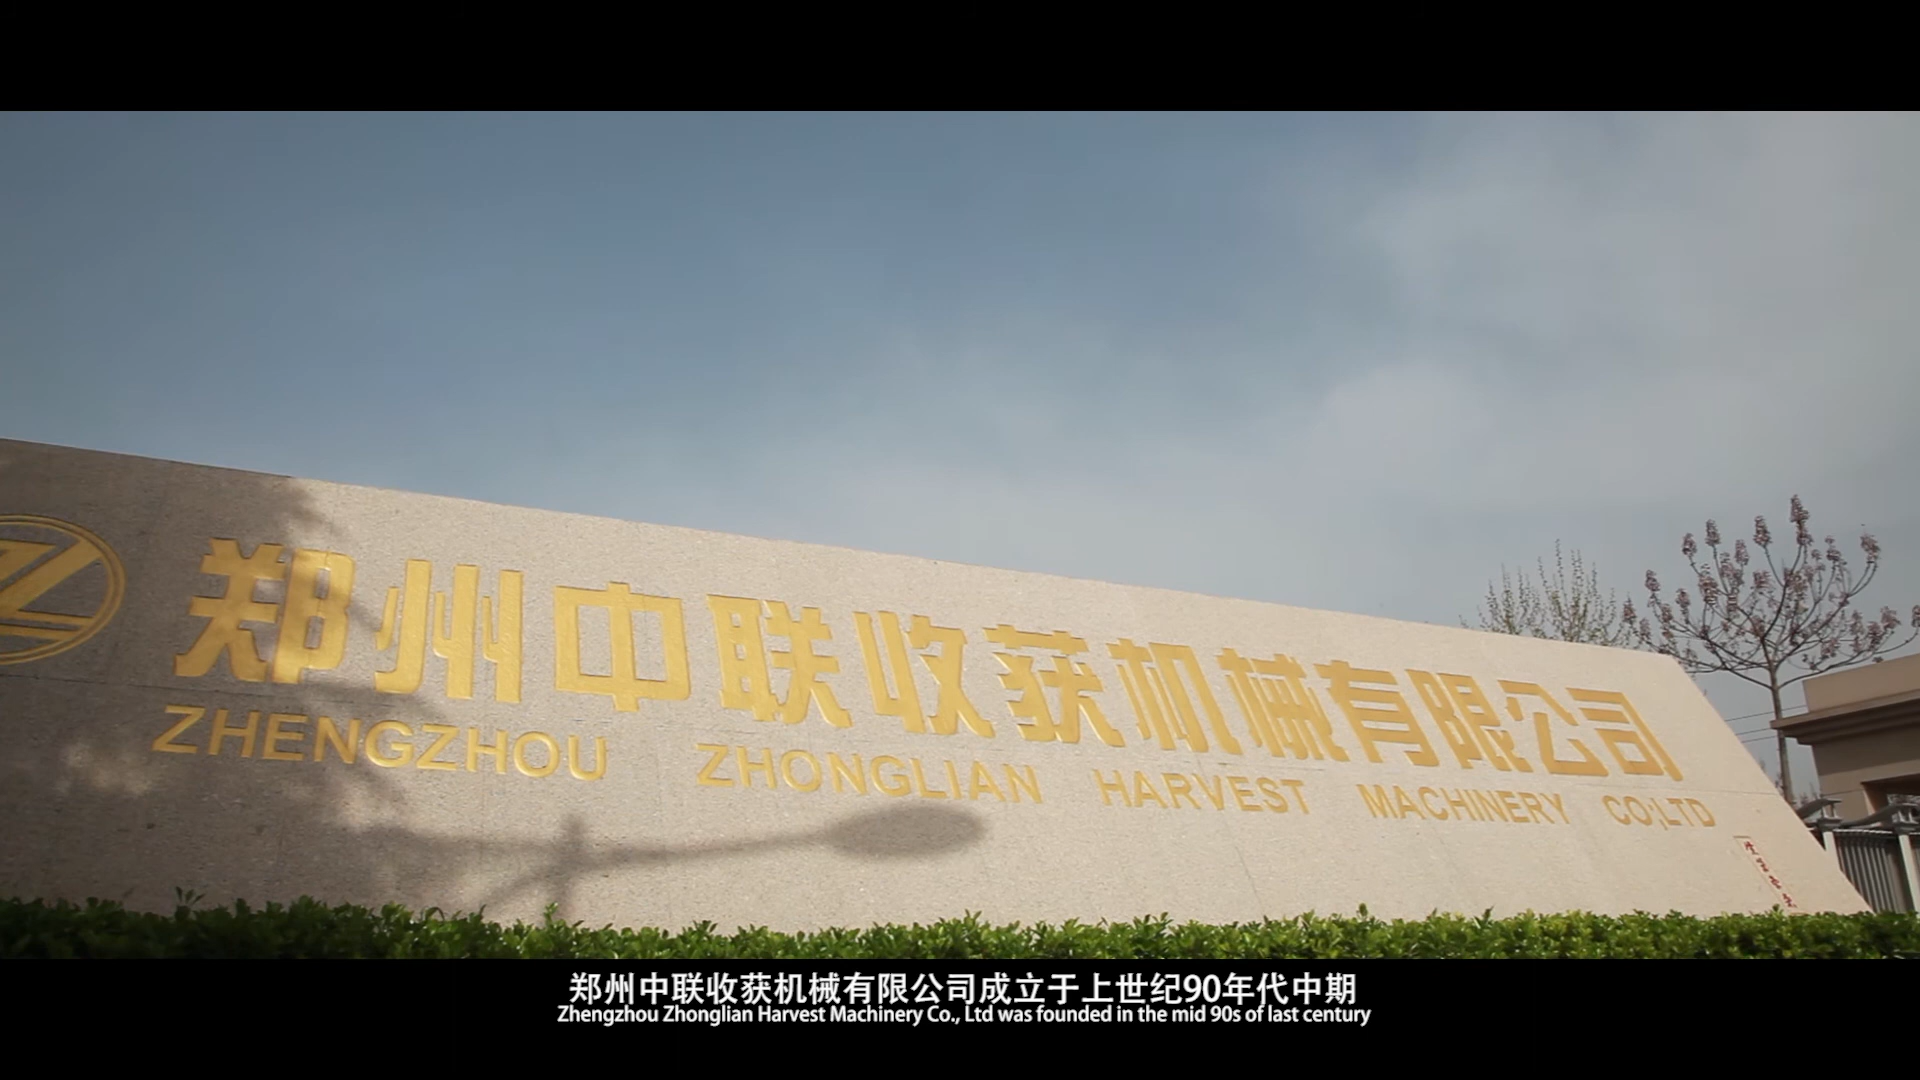 郑州中联收获机械有限公司
ZHENGZHOU ZHONGLIAN HARVEST MACHINERY CO;LTD
郑州中联收获机械有限公司成立于上世纪90年代中期
Zhengzhou Zhonglian Harvest Machinery Co., Ltd was founded in the mid 90s of last century